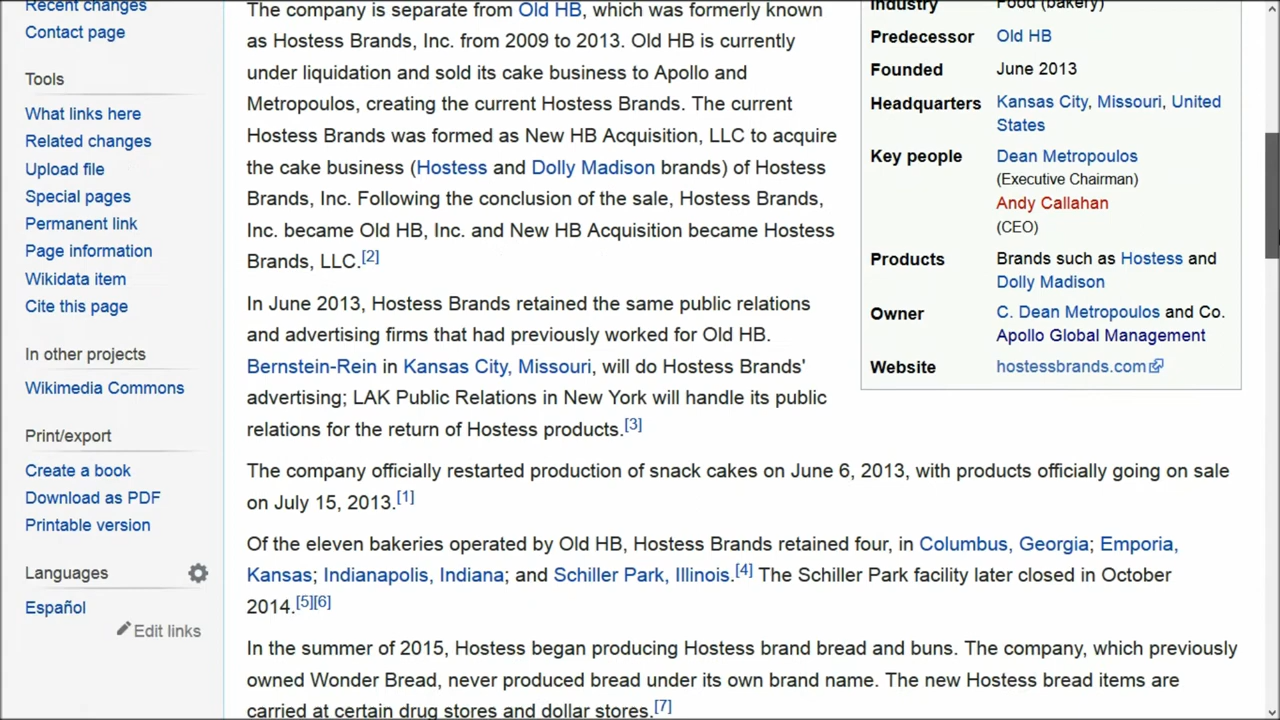 Recent changes
Contact page
Tools
What links here
Related changes
Upload file
Special pages
Permanent link
Page information
Wikidata item
Cite this page
In other projects
Wikimedia Commons
Print/export
Create a book
Download as PDF
Printable version
Languages
Español
Edit links
The company is separate from Old HB, which was formerly known
as Hostess Brands, Inc. from 2009 to 2013. Old HB is currently
under liquidation and sold its cake business to Apollo and
Metropoulos, creating the current Hostess Brands. The current
Hostess Brands was formed as New HB Acquisition, LLC to acquire
the cake business (Hostess and Dolly Madison brands) of Hostess
Brands, Inc. Following the conclusion of the sale, Hostess Brands,
Inc. became Old HB, Inc. and New HB Acquisition became Hostess
Brands, LLC.[2]
In June 2013, Hostess Brands retained the same public relations
and advertising firms that had previously worked for Old HB.
Bernstein-Rein in Kansas City, Missouri, will do Hostess Brands'
advertising; LAK Public Relations in New York will handle its public
relations for the return of Hostess products.[3]
The company officially restarted production of snack cakes on June 6, 2013, with products officially going on sale
on July 15, 2013.[1]
Of the eleven bakeries operated by Old HB, Hostess Brands retained four, in Columbus, Georgia; Emporia,
Kansas; Indianapolis, Indiana; and Schiller Park, Illinois.[4] The Schiller Park facility later closed in October
2014.[5][6]
In the summer of 2015, Hostess began producing Hostess brand bread and buns. The company, which previously
owned Wonder Bread, never produced bread under its own brand name. The new Hostess bread items are
carried at certain drug stores and dollar stores.[7]
Industry Food (bakery)
Predecessor Old HB
Founded June 2013
Headquarters Kansas City, Missouri, United
States
Key people Dean Metropoulos
(Executive Chairman)
Andy Callahan
(CEO)
Products Brands such as Hostess and
Dolly Madison
Owner C. Dean Metropoulos and Co.
Apollo Global Management
Website hostessbrands.com